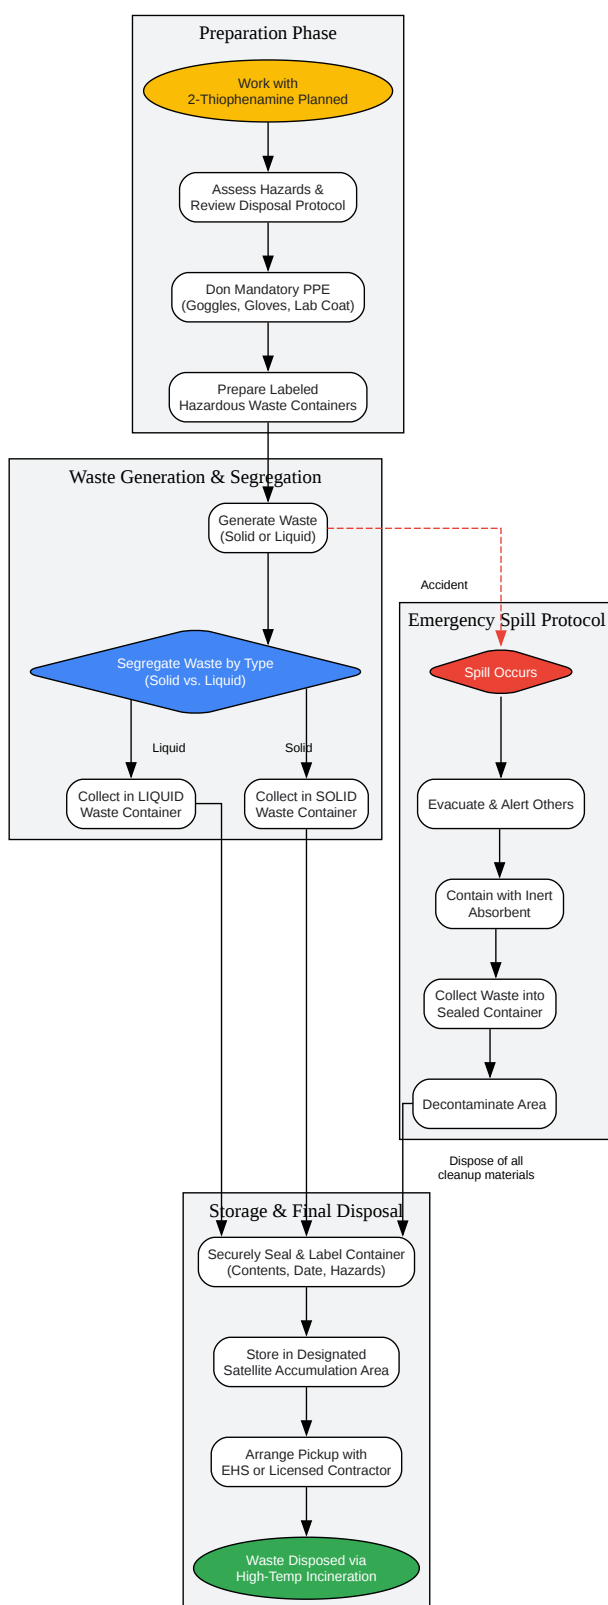 Preparation Phase
Work with
2-Thiophenamine Planned
Assess Hazards &
Review Disposal Protocol
Don Mandatory PPE
(Goggles, Gloves, Lab Coat)
Prepare Labeled
Hazardous Waste Containers
Waste Generation & Segregation
Generate Waste
(Solid or Liquid)
Accident
Emergency Spill Protocol
Segregate Waste by Type
(Solid vs. Liquid)
Spill Occurs
Liquid
Solid
Collect in LIQUID
Waste Container
Collect in SOLID
Waste Container
Evacuate & Alert Others
Contain with Inert
Absorbent
Collect Waste into
Sealed Container
Decontaminate Area
Dispose of all
cleanup materials
Storage & Final Disposal
Securely Seal & Label Container
(Contents, Date, Hazards)
Store in Designated
Satellite Accumulation Area
Arrange Pickup with
EHS or Licensed Contractor
Waste Disposed via
High-Temp Incineration